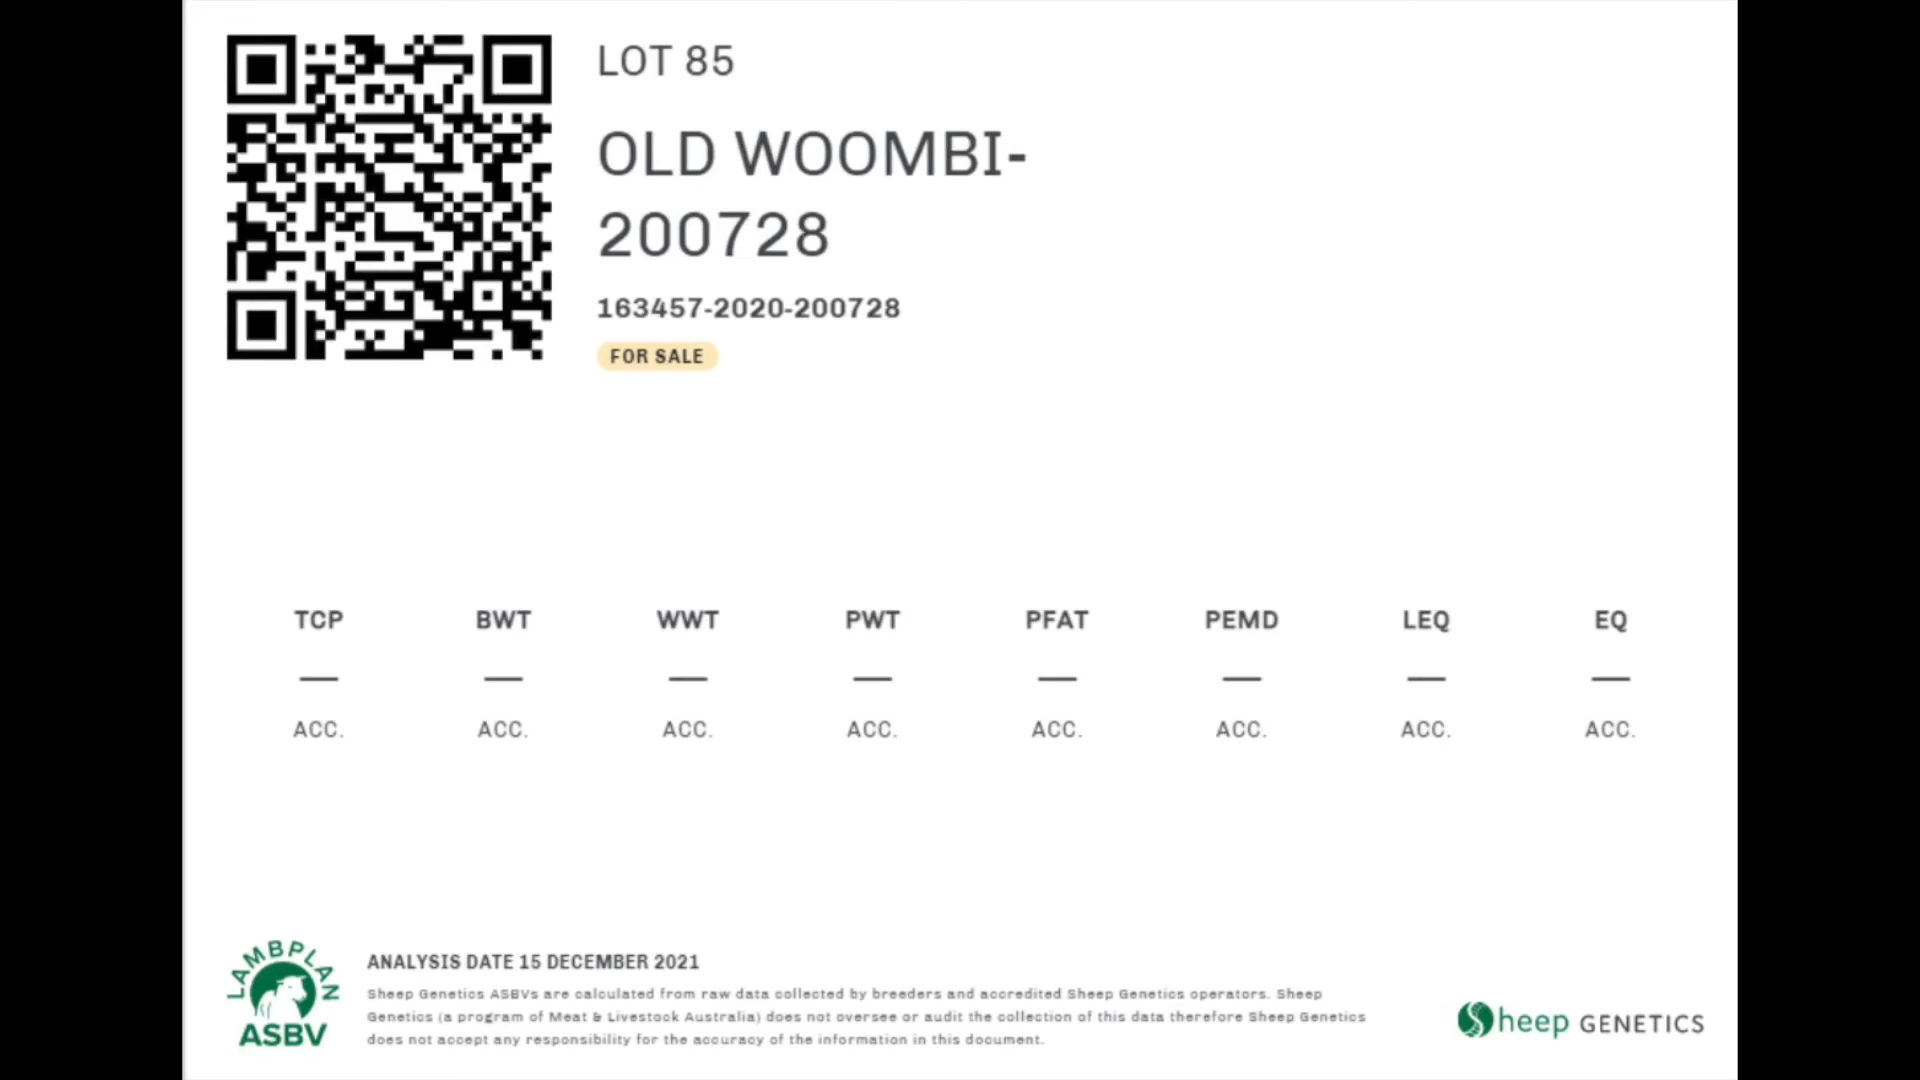 LOT 85
OLD WOOMBI-
200728
163457-2020-200728
FOR SALE
TCP BWT WWT PWT PFAT PEMD LEQ EQ
— — — — — — — —
ACC. ACC. ACC. ACC. ACC. ACC. ACC. ACC.
LAMBPLAN
ASBV
ANALYSIS DATE 15 DECEMBER 2021
Sheep Genetics ASBVs are calculated from raw data collected by breeders and accredited Sheep Genetics operators. Sheep
Genetics (a program of Meat & Livestock Australia) does not oversee or audit the collection of this data therefore Sheep Genetics
does not accept any responsibility for the accuracy of the information in this document.
Sheep GENETICS